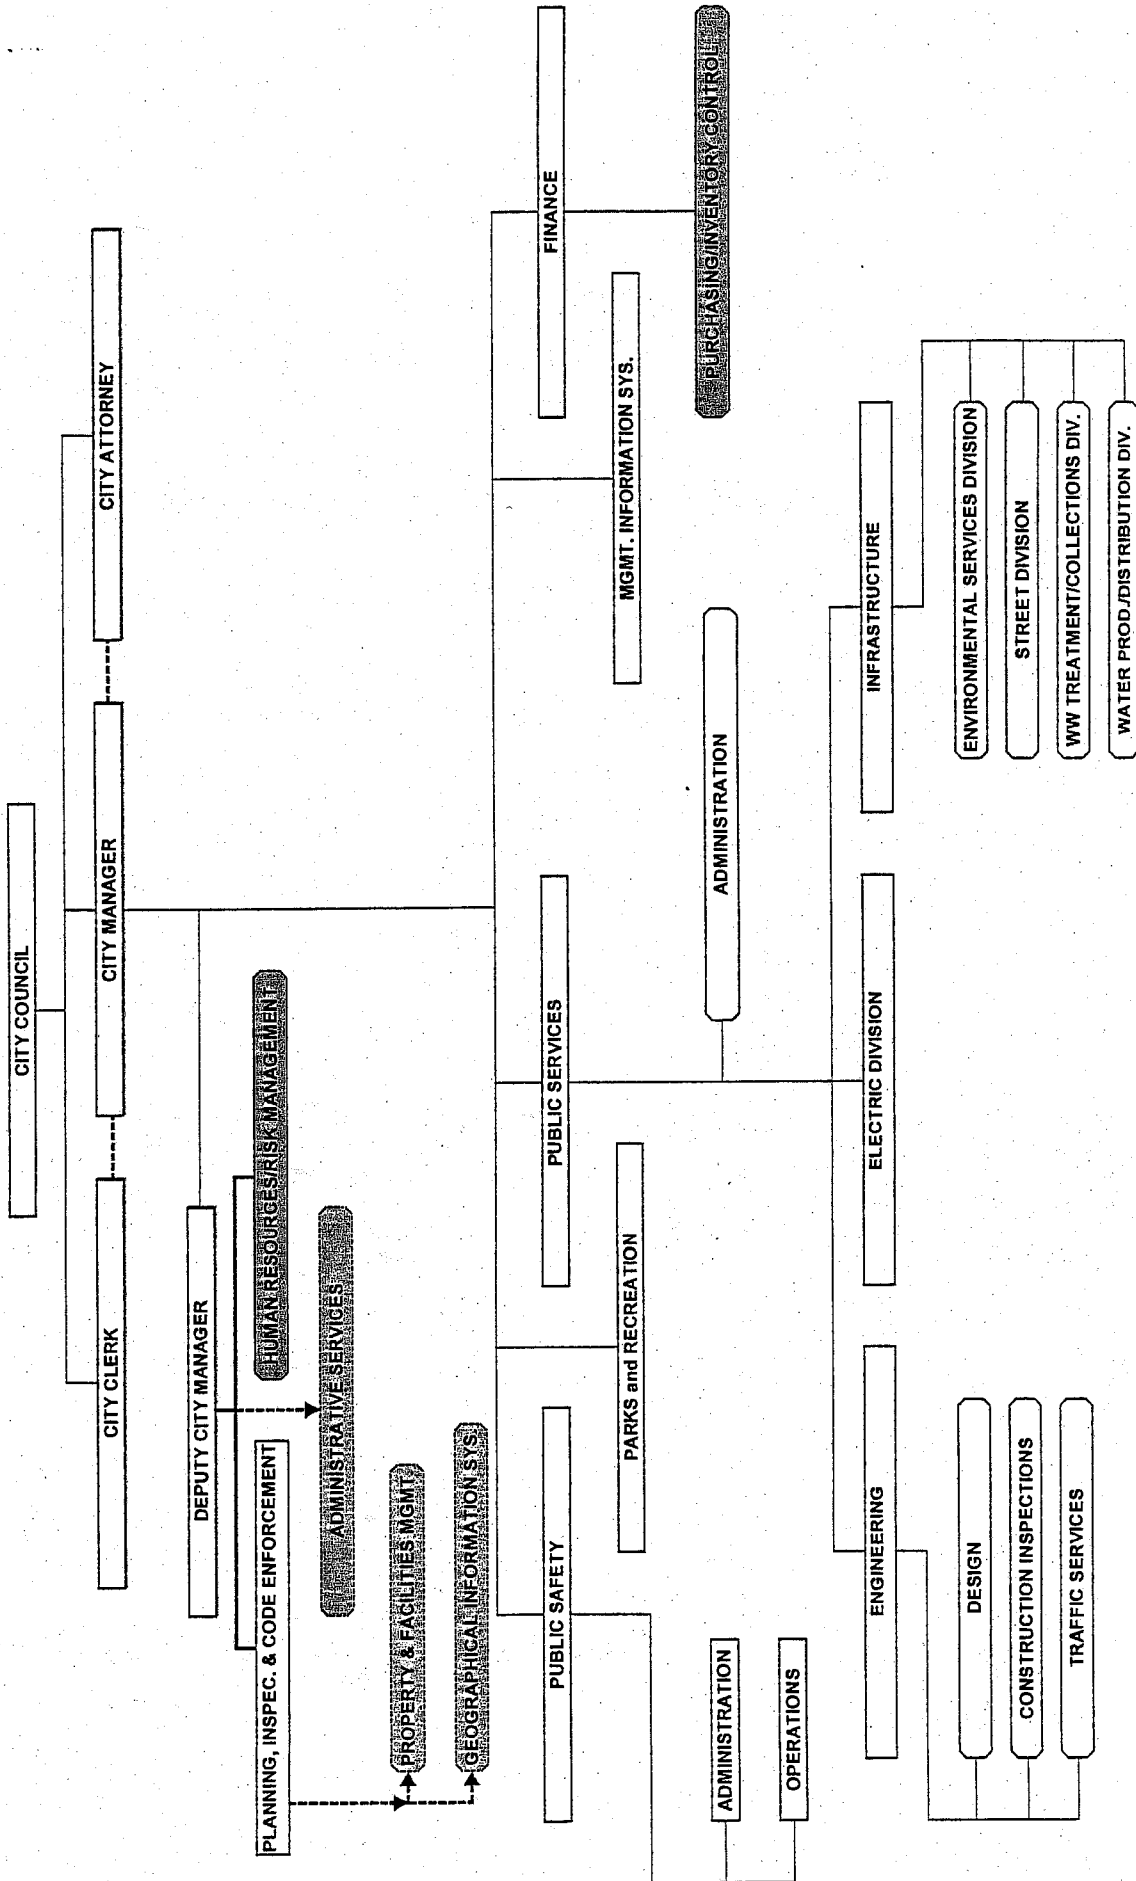 CITY COUNCIL
CITY CLERK
CITY MANAGER
CITY ATTORNEY
DEPUTY CITY MANAGER
PLANNING, INSPEC. & CODE ENFORCEMENT
HUMAN RESOURCES/RISK MANAGEMENT
ADMINISTRATIVE SERVICES
PROPERTY & FACILITIES MGMT
GEOGRAPHICAL INFORMATION SYS.
PUBLIC SAFETY
PUBLIC SERVICES
FINANCE
PARKS and RECREATION
MGMT. INFORMATION SYS.
ADMINISTRATION
ADMINISTRATION
PURCHASING/INVENTORY CONTROL
OPERATIONS
ENGINEERING
ELECTRIC DIVISION
INFRASTRUCTURE
DESIGN
ENVIRONMENTAL SERVICES DIVISION
CONSTRUCTION INSPECTIONS
STREET DIVISION
TRAFFIC SERVICES
WW TREATMENT/COLLECTIONS DIV.
WATER PROD./DISTRIBUTION DIV.